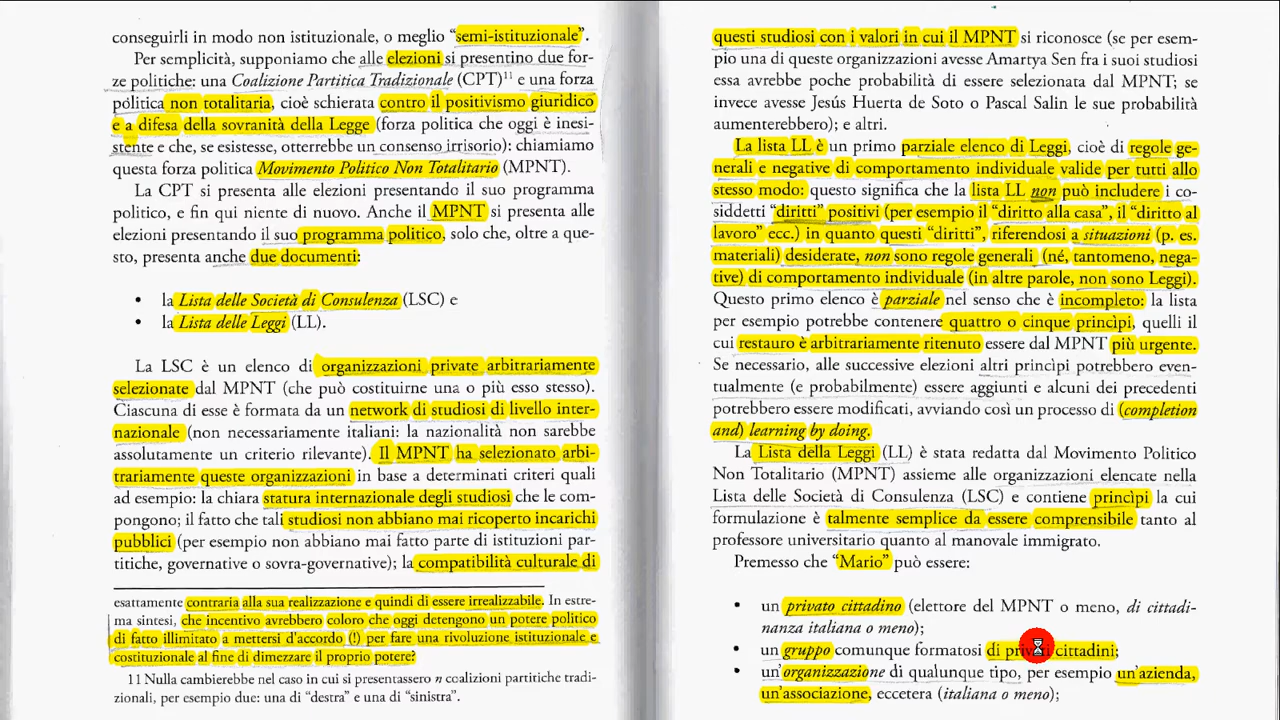 conseguirli in modo non istituzionale, o meglio “semi-istituzionale”.
Per semplicità, supponiamo che alle elezioni si presentino due for-
ze politiche: una Coalizione Partitica Tradizionale (CPT)11 e una forza
politica non totalitaria, cioè schierata contro il positivismo giuridico
e a difesa della sovranità della Legge (forza politica che oggi è inesi-
stente e che, se esistesse, otterrebbe un consenso irrisorio): chiamiamo
questa forza politica Movimento Politico Non Totalitario (MPNT).
La CPT si presenta alle elezioni presentando il suo programma
politico, e fin qui niente di nuovo. Anche il MPNT si presenta alle
elezioni presentando il suo programma politico, solo che, oltre a que-
sto, presenta anche due documenti:
• la Lista delle Società di Consulenza (LSC) e
• la Lista delle Leggi (LL).
La LSC è un elenco di organizzazioni private arbitrariamente
selezionate dal MPNT (che può costituirne una o più esso stesso).
Ciascuna di esse è formata da un network di studiosi di livello inter-
nazionale (non necessariamente italiani: la nazionalità non sarebbe
assolutamente un criterio rilevante). Il MPNT ha selezionato arbi-
trariamente queste organizzazioni in base a determinati criteri quali
ad esempio: la chiara statura internazionale degli studiosi che le com-
pongono; il fatto che tali studiosi non abbiano mai ricoperto incarichi
pubblici (per esempio non abbiano mai fatto parte di istituzioni par-
titiche, governative o sovra-governative); la compatibilità culturale di
esattamente contraria alla sua realizzazione e quindi di essere irrealizzabile. In estre-
ma sintesi, che incentivo avrebbero coloro che oggi detengono un potere politico
di fatto illimitato a mettersi d’accordo (!) per fare una rivoluzione istituzionale e
costituzionale al fine di dimezzare il proprio potere?
11 Nulla cambierebbe nel caso in cui si presentassero n coalizioni partitiche tradi-
zionali, per esempio due: una di “destra” e una di “sinistra”.
questi studiosi con i valori in cui il MPNT si riconosce (se per esem-
pio una di queste organizzazioni avesse Amartya Sen fra i suoi studiosi
essa avrebbe poche probabilità di essere selezionata dal MPNT; se
invece avesse Jesús Huerta de Soto o Pascal Salin le sue probabilità
aumenterebbero); e altri.
La lista LL è un primo parziale elenco di Leggi, cioè di regole ge-
nerali e negative di comportamento individuale valide per tutti allo
stesso modo: questo significa che la lista LL non può includere i co-
siddetti “diritti” positivi (per esempio il “diritto alla casa”, il “diritto al
lavoro” ecc.) in quanto questi “diritti”, riferendosi a situazioni (p. es.
materiali) desiderate, non sono regole generali (né, tantomeno, nega-
tive) di comportamento individuale (in altre parole, non sono Leggi).
Questo primo elenco è parziale nel senso che è incompleto: la lista
per esempio potrebbe contenere quattro o cinque princìpi, quelli il
cui restauro è arbitrariamente ritenuto essere dal MPNT più urgente.
Se necessario, alle successive elezioni altri princìpi potrebbero even-
tualmente (e probabilmente) essere aggiunti e alcuni dei precedenti
potrebbero essere modificati, avviando così un processo di (completion
and) learning by doing.
La Lista della Leggi (LL) è stata redatta dal Movimento Politico
Non Totalitario (MPNT) assieme alle organizzazioni elencate nella
Lista delle Società di Consulenza (LSC) e contiene princìpi la cui
formulazione è talmente semplice da essere comprensibile tanto al
professore universitario quanto al manovale immigrato.
Premesso che “Mario” può essere:
• un privato cittadino (elettore del MPNT o meno, di cittadi-
nanza italiana o meno);
• un gruppo comunque formatosi di privati cittadini;
• un’organizzazione di qualunque tipo, per esempio un’azienda,
un’associazione, eccetera (italiana o meno);